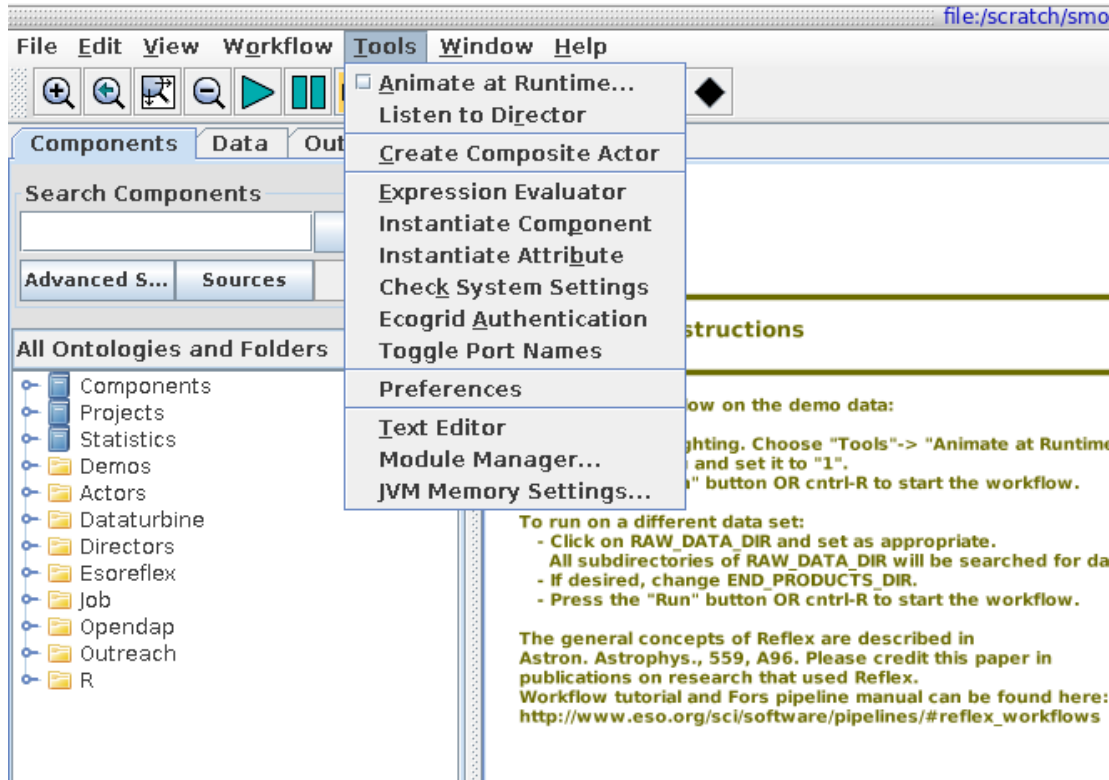 file:/scratch/smo
File Edit View Workflow Tools Window Help
Animate at Runtime...
Listen to Director
Create Composite Actor
Expression Evaluator
Instantiate Component
Instantiate Attribute
Check System Settings
Ecogrid Authentication
Toggle Port Names
Preferences
Text Editor
Module Manager...
JVM Memory Settings...
Components Data Out
Search Components
Advanced S... Sources
All Ontologies and Folders
Components
Projects
Statistics
Demos
Actors
Dataturbine
Directors
Esoreflex
Job
Opendap
Outreach
R
structions
ow on the demo data:
ghting. Choose "Tools"-> "Animate at Runtime
and set it to "1".
" button OR cntrl-R to start the workflow.
To run on a different data set:
- Click on RAW_DATA_DIR and set as appropriate.
All subdirectories of RAW_DATA_DIR will be searched for da
- If desired, change END_PRODUCTS_DIR.
- Press the "Run" button OR cntrl-R to start the workflow.
The general concepts of Reflex are described in
Astron. Astrophys., 559, A96. Please credit this paper in
publications on research that used Reflex.
Workflow tutorial and Fors pipeline manual can be found here:
http://www.eso.org/sci/software/pipelines/#reflex_workflows